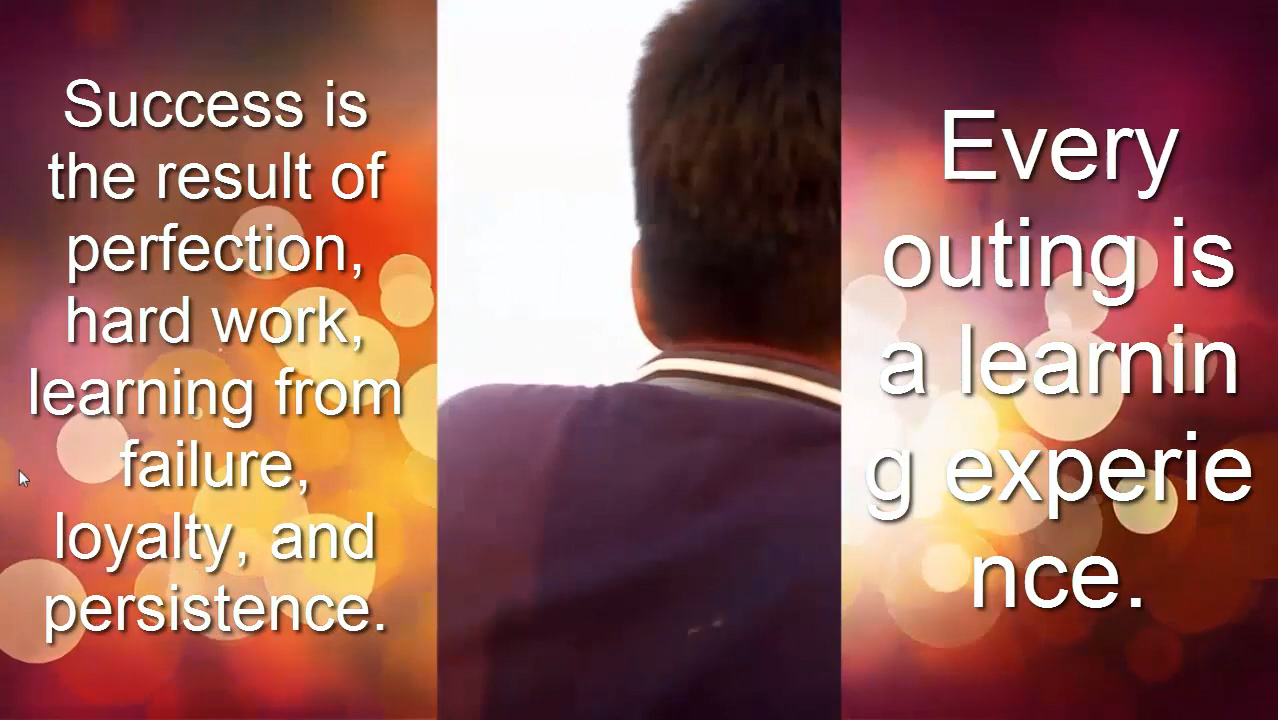 Success is
the result of
perfection,
hard work,
learning from
failure,
loyalty, and
persistence.
Every
outing is
a learnin
g experie
nce.